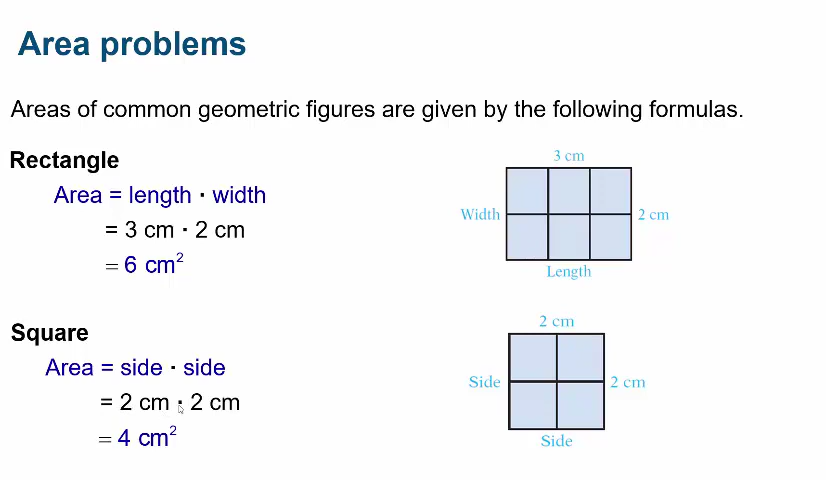 Area problems
Areas of common geometric figures are given by the following formulas.
Rectangle
Area = length · width
= 3 cm · 2 cm
= 6 cm²
3 cm
Width
2 cm
Length
Square
Area = side · side
= 2 cm · 2 cm
= 4 cm²
2 cm
Side
2 cm
Side